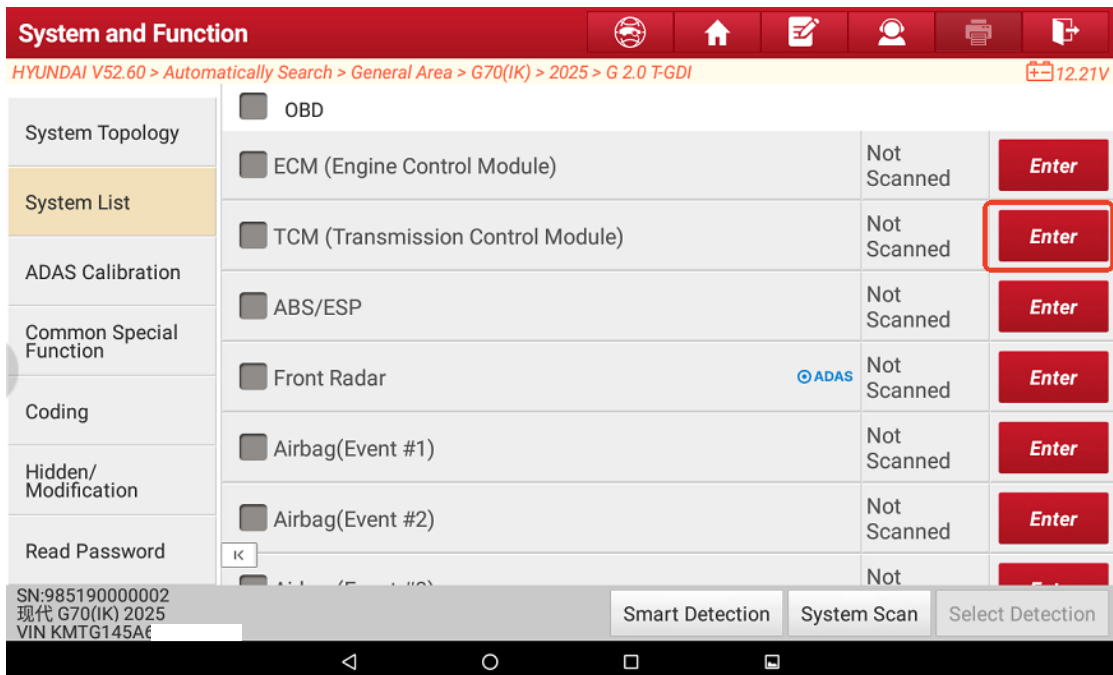 System and Function
HYUNDAI V52.60 > Automatically Search > General Area > G70(IK) > 2025 > G 2.0 T-GDI
12.21V
System Topology
System List
ADAS Calibration
Common Special
Function
Coding
Hidden/
Modification
Read Password
OBD
ECM (Engine Control Module)
Not
Scanned
Enter
TCM (Transmission Control Module)
Not
Scanned
Enter
ABS/ESP
Not
Scanned
Enter
Front Radar
ADAS
Not
Scanned
Enter
Airbag(Event #1)
Not
Scanned
Enter
Airbag(Event #2)
Not
Scanned
Enter
Not
SN:985190000002
现代 G70(IK) 2025
VIN KMTG145A6
Smart Detection
System Scan
Select Detection